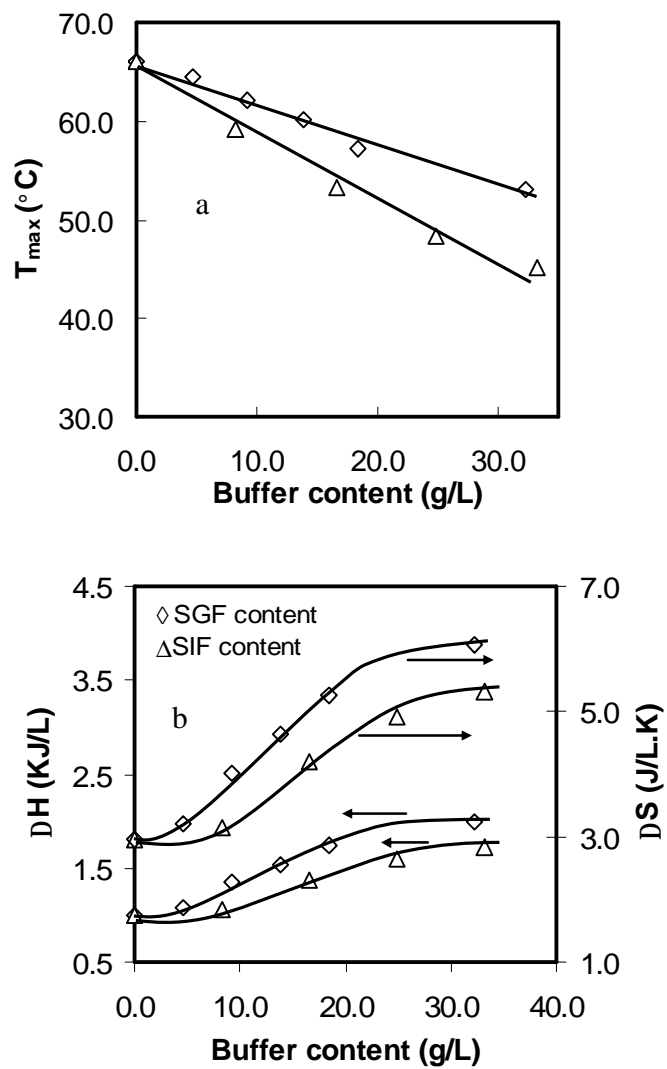 70.0
60.0
50.0
40.0
30.0
T max (°C)
a
0.0 10.0 20.0 30.0
Buffer content (g/L)
4.5
3.5
2.5
1.5
0.5
DH (KJ/L)
◇ SGF content
△SIF content
b
7.0
5.0
3.0
1.0
DS (J/L.K)
0.0 10.0 20.0 30.0 40.0
Buffer content (g/L)